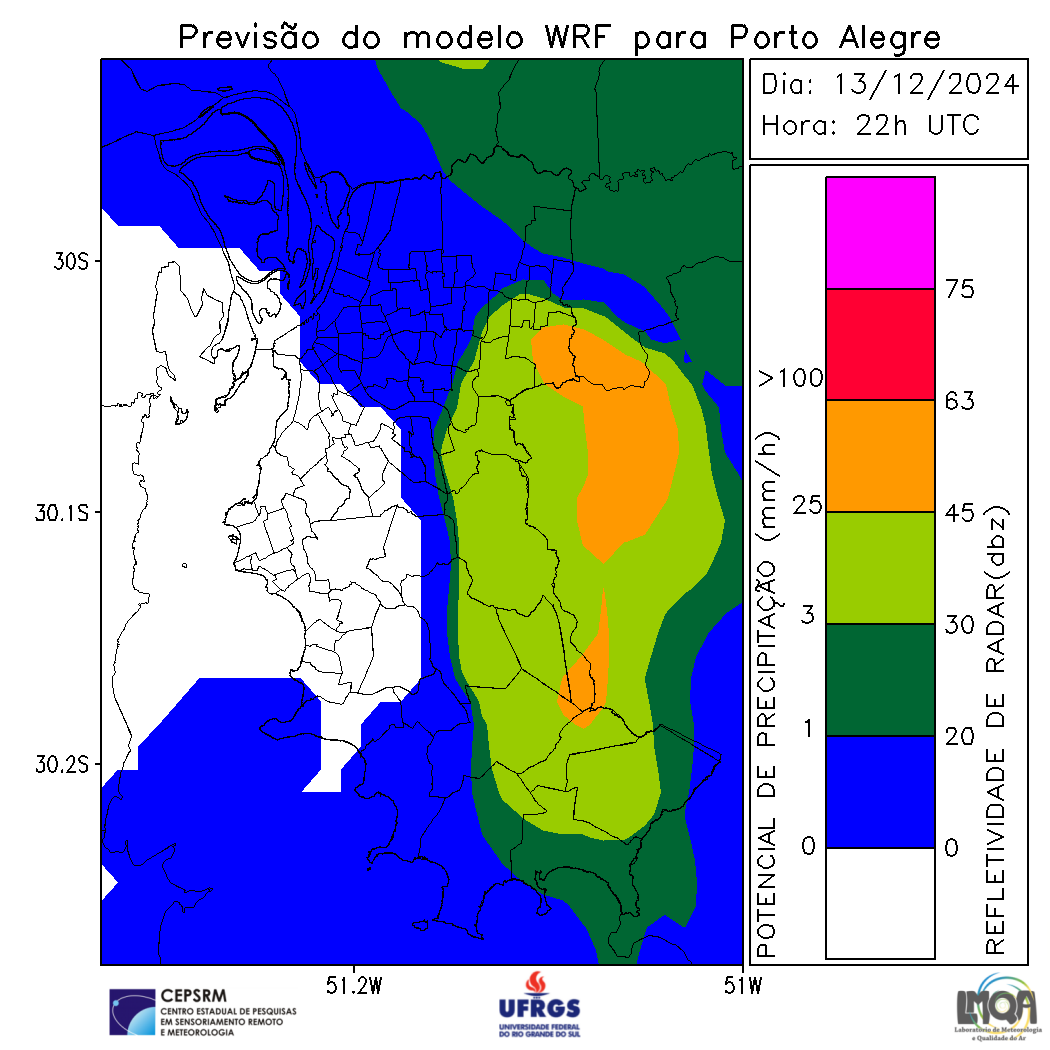 Previsão do modelo WRF para Porto Alegre
Dia: 13/12/2024
Hora: 22h UTC
30S
30.1S
30.2S
51.2W
51W
POTENCIAL DE PRECIPITAÇÃO (mm/h)
>100
25
3
1
0
75
63
45
30
20
0
REFLETIVIDADE DE RADAR(dbz)
CEPSRM
CENTRO ESTADUAL DE PESQUISAS
EM SENSORIAMENTO REMOTO
E METEOROLOGIA
UFRGS
UNIVERSIDADE FEDERAL
DO RIO GRANDE DO SUL
LMQA
Laboratório de Meteorologia
e Qualidade do Ar